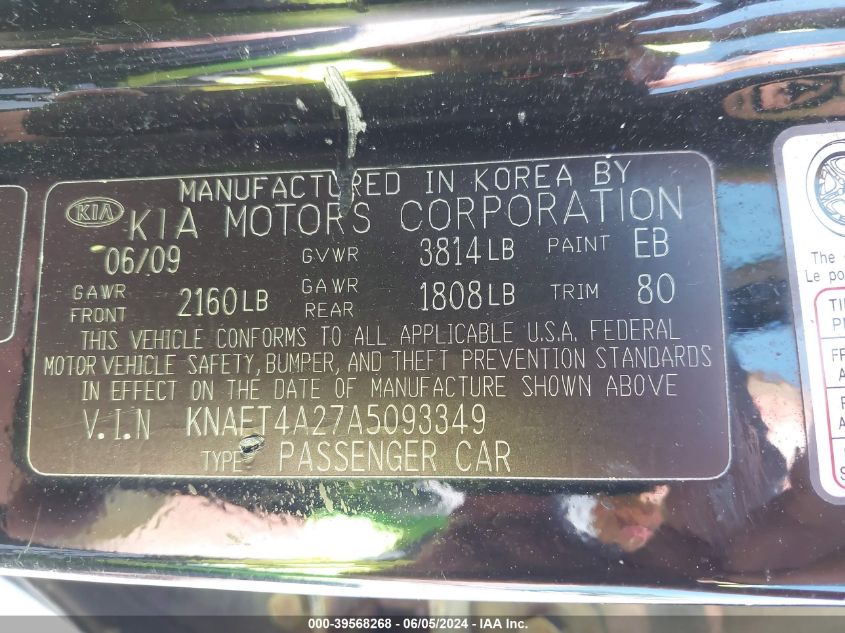 MANUFACTURED IN KOREA BY
KIA KIA MOTORS CORPORATION
06/09 GVWR 3814LB PAINT EB
GAWR FRONT 2160LB GAWR REAR 1808LB TRIM 80
THIS VEHICLE CONFORMS TO ALL APPLICABLE U.S.A. FEDERAL
MOTOR VEHICLE SAFETY, BUMPER, AND THEFT PREVENTION STANDARDS
IN EFFECT ON THE DATE OF MANUFACTURE SHOWN ABOVE
V.I.N KNAFT4A27A5093349
TYPE PASSENGER CAR
The
Le po
000-39568268 - 06/05/2024 - IAA Inc.